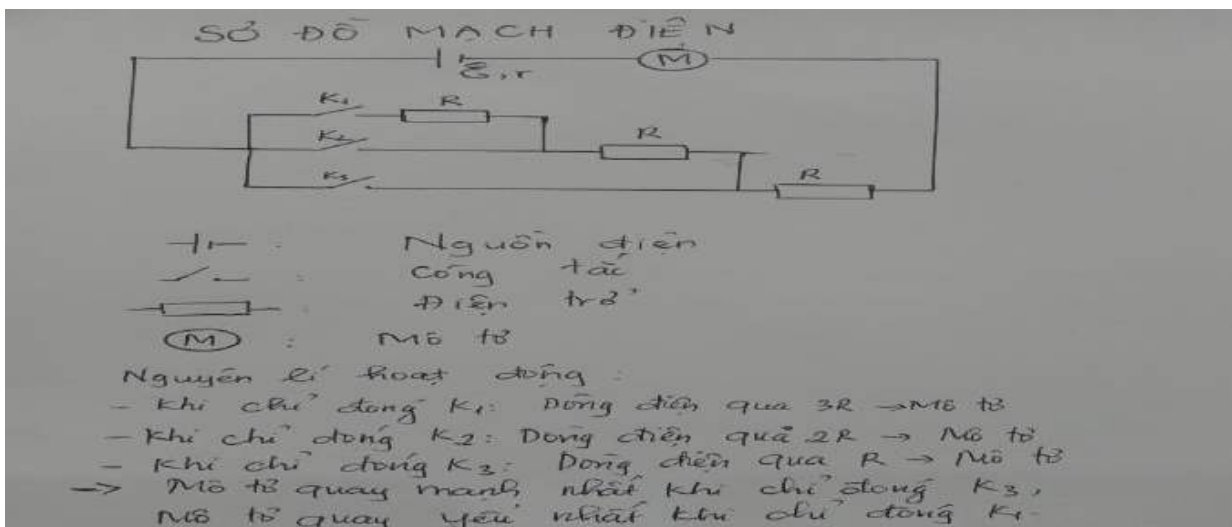 SƠ ĐỒ MẠCH ĐIỆN
M
ξ, r
K₁
R
K₂
R
K₃
R
Nguồn điện
Công tắc
Điện trở
M : Mô tơ
Nguyên lí hoạt động :
- Khi chỉ đóng K₁: Dòng điện qua 3R → Mô tơ
- Khi chỉ đóng K₂: Dòng điện qua 2R → Mô tơ
- Khi chỉ đóng K₃: Dòng điện qua R → Mô tơ
→ Mô tơ quay mạnh nhất khi chỉ đóng K₃,
Mô tơ quay yếu nhất khi chỉ đóng K₁.